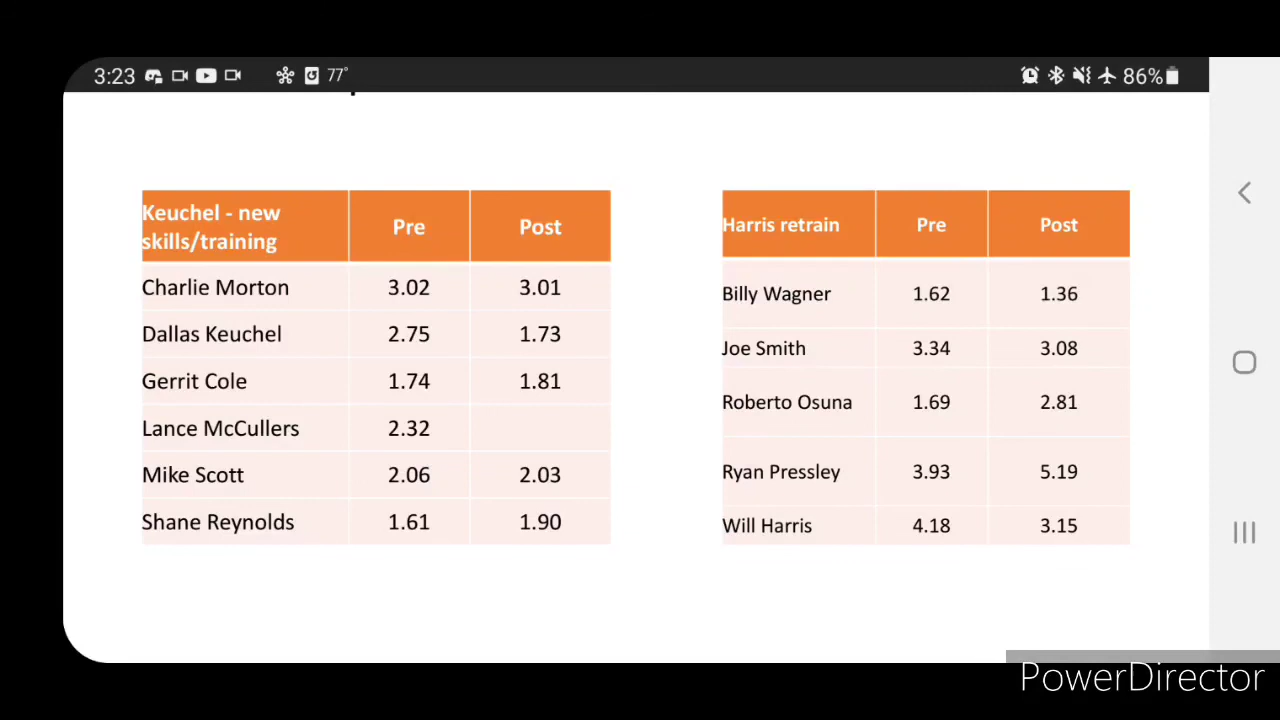 3:23 77° 86%
Keuchel - new
skills/training Pre Post
Charlie Morton 3.02 3.01
Dallas Keuchel 2.75 1.73
Gerrit Cole 1.74 1.81
Lance McCullers 2.32
Mike Scott 2.06 2.03
Shane Reynolds 1.61 1.90
Harris retrain Pre Post
Billy Wagner 1.62 1.36
Joe Smith 3.34 3.08
Roberto Osuna 1.69 2.81
Ryan Pressley 3.93 5.19
Will Harris 4.18 3.15
PowerDirector